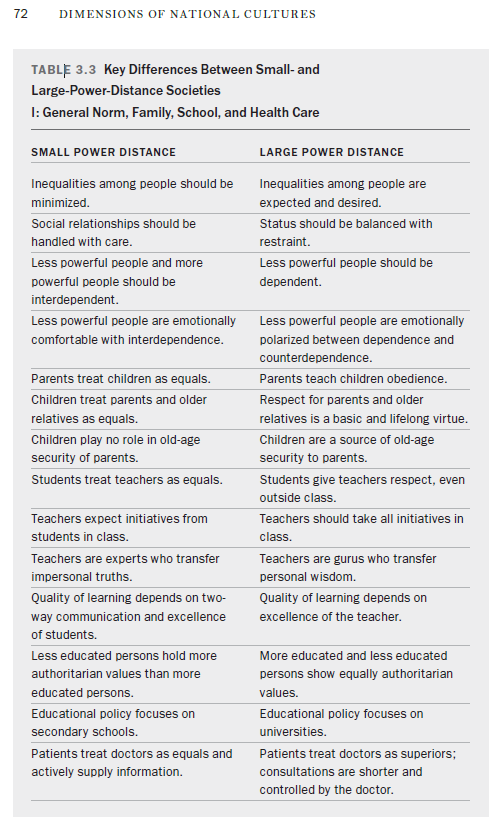 72 DIMENSIONS OF NATIONAL CULTURES
TABLE 3.3 Key Differences Between Small- and
Large-Power-Distance Societies
I: General Norm, Family, School, and Health Care
SMALL POWER DISTANCE LARGE POWER DISTANCE
Inequalities among people should be Inequalities among people are
minimized. expected and desired.
Social relationships should be Status should be balanced with
handled with care. restraint.
Less powerful people and more Less powerful people should be
powerful people should be dependent.
interdependent.
Less powerful people are emotionally Less powerful people are emotionally
comfortable with interdependence. polarized between dependence and
counterdependence.
Parents treat children as equals. Parents teach children obedience.
Children treat parents and older Respect for parents and older
relatives as equals. relatives is a basic and lifelong virtue.
Children play no role in old-age Children are a source of old-age
security of parents. security to parents.
Students treat teachers as equals. Students give teachers respect, even
outside class.
Teachers expect initiatives from Teachers should take all initiatives in
students in class. class.
Teachers are experts who transfer Teachers are gurus who transfer
impersonal truths. personal wisdom.
Quality of learning depends on two- Quality of learning depends on
way communication and excellence excellence of the teacher.
of students.
Less educated persons hold more More educated and less educated
authoritarian values than more persons show equally authoritarian
educated persons. values.
Educational policy focuses on Educational policy focuses on
secondary schools. universities.
Patients treat doctors as equals and Patients treat doctors as superiors;
actively supply information. consultations are shorter and
controlled by the doctor.